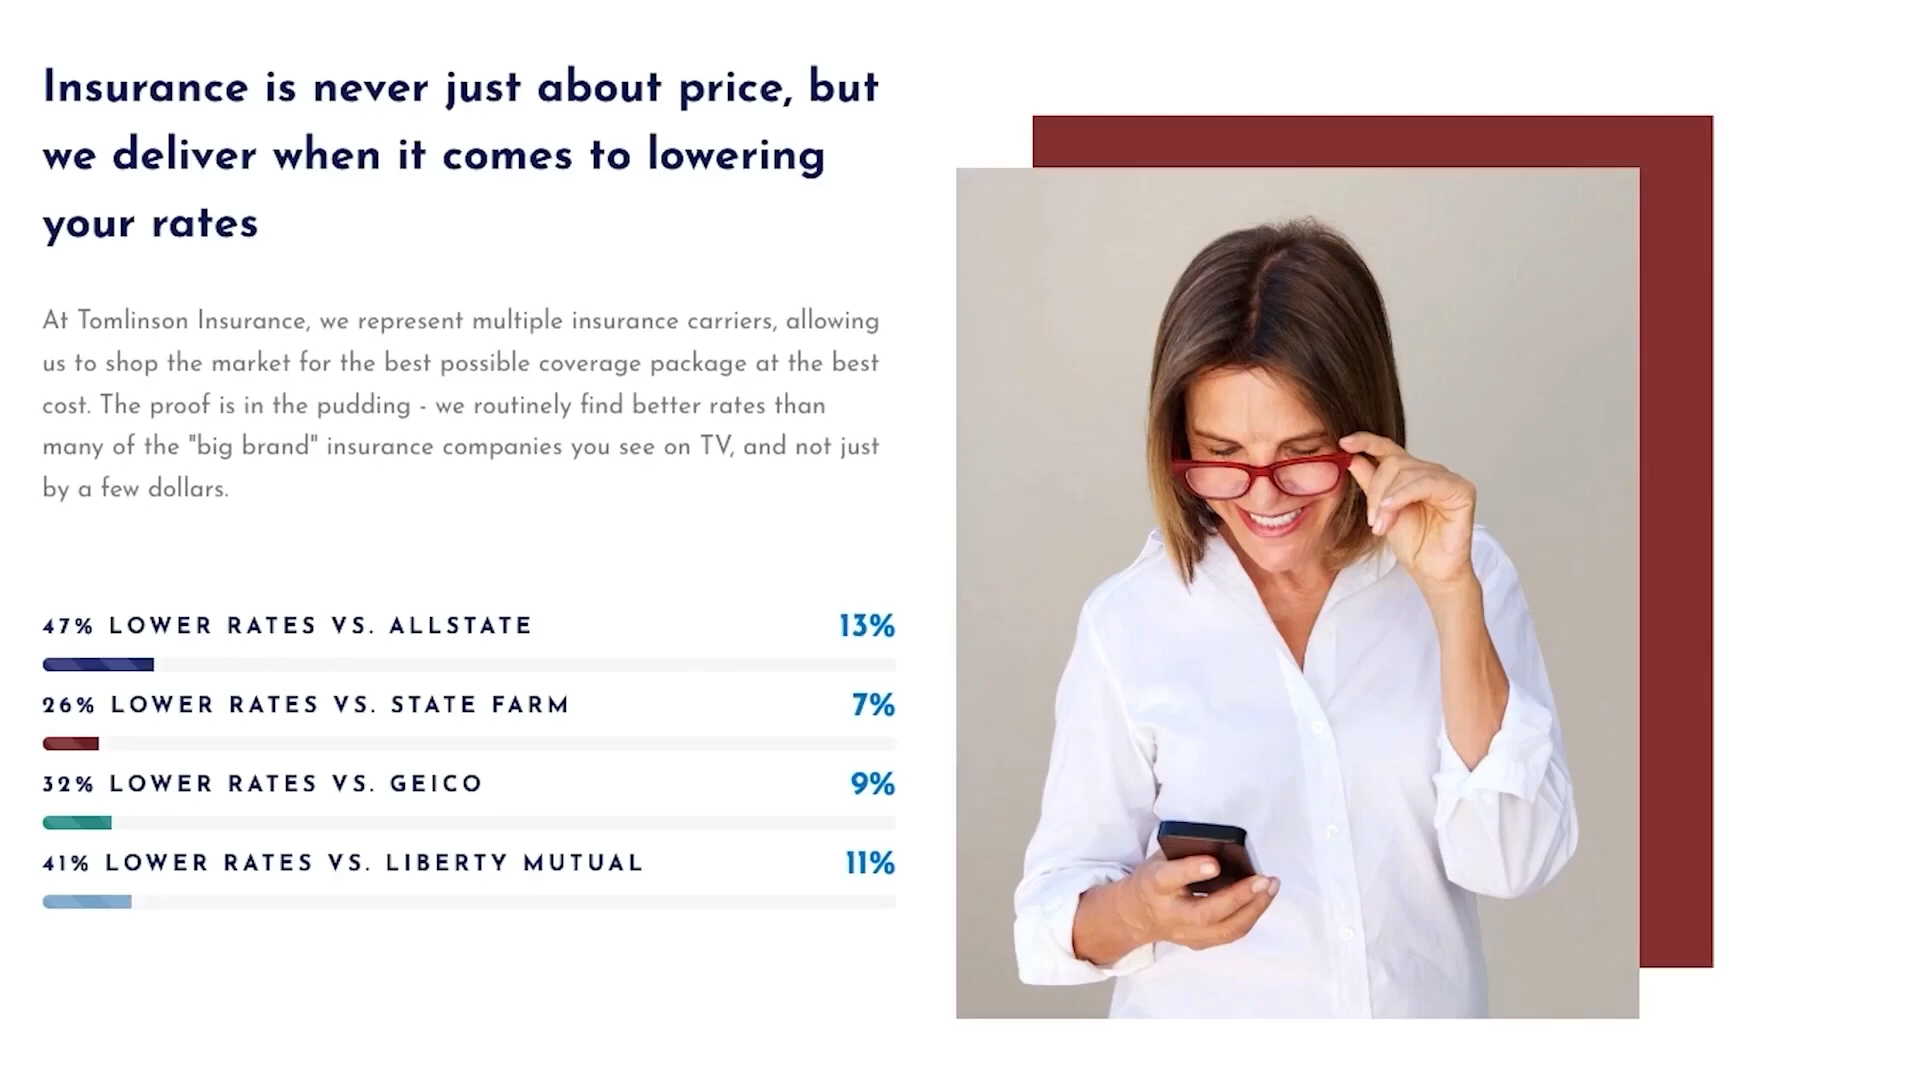 Insurance is never just about price, but
we deliver when it comes to lowering
your rates
At Tomlinson Insurance, we represent multiple insurance carriers, allowing
us to shop the market for the best possible coverage package at the best
cost. The proof is in the pudding - we routinely find better rates than
many of the "big brand" insurance companies you see on TV, and not just
by a few dollars.
47% LOWER RATES VS. ALLSTATE 13%
26% LOWER RATES VS. STATE FARM 7%
32% LOWER RATES VS. GEICO 9%
41% LOWER RATES VS. LIBERTY MUTUAL 11%